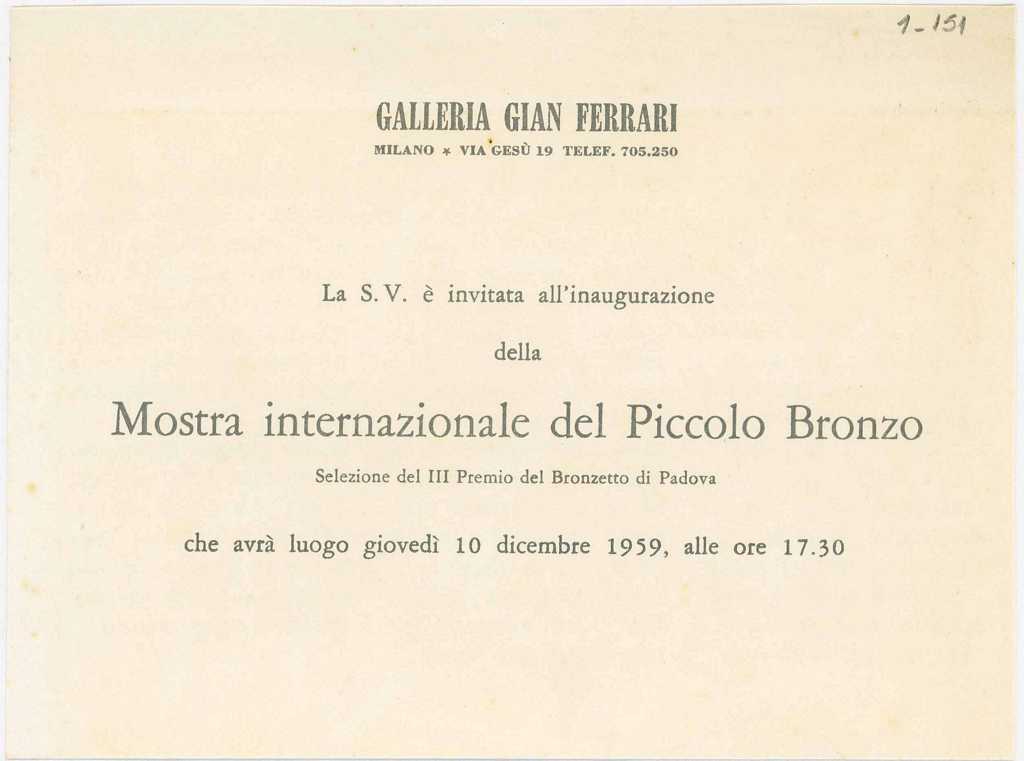 1-151
GALLERIA GIAN FERRARI
MILANO * VIA GESÙ 19 TELEF. 705.250
La S. V. è invitata all'inaugurazione
della
Mostra internazionale del Piccolo Bronzo
Selezione del III Premio del Bronzetto di Padova
che avrà luogo giovedì 10 dicembre 1959, alle ore 17.30